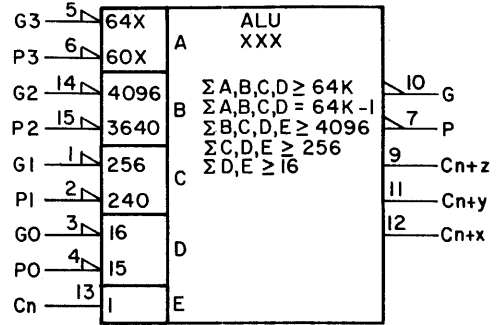 ALU
XXX
G3 5 64X
P3 6 60X
A
G2 14 4096
P2 15 3640
B
G1 1 256
P1 2 240
C
G0 3 16
P0 4 15
D
Cn 13 1
E
ΣA,B,C,D ≥ 64K
ΣA,B,C,D = 64K-1
ΣB,C,D,E ≥ 4096
ΣC,D,E ≥ 256
ΣD,E ≥ 16
10 G
7 P
9 Cn+z
11 Cn+y
12 Cn+x